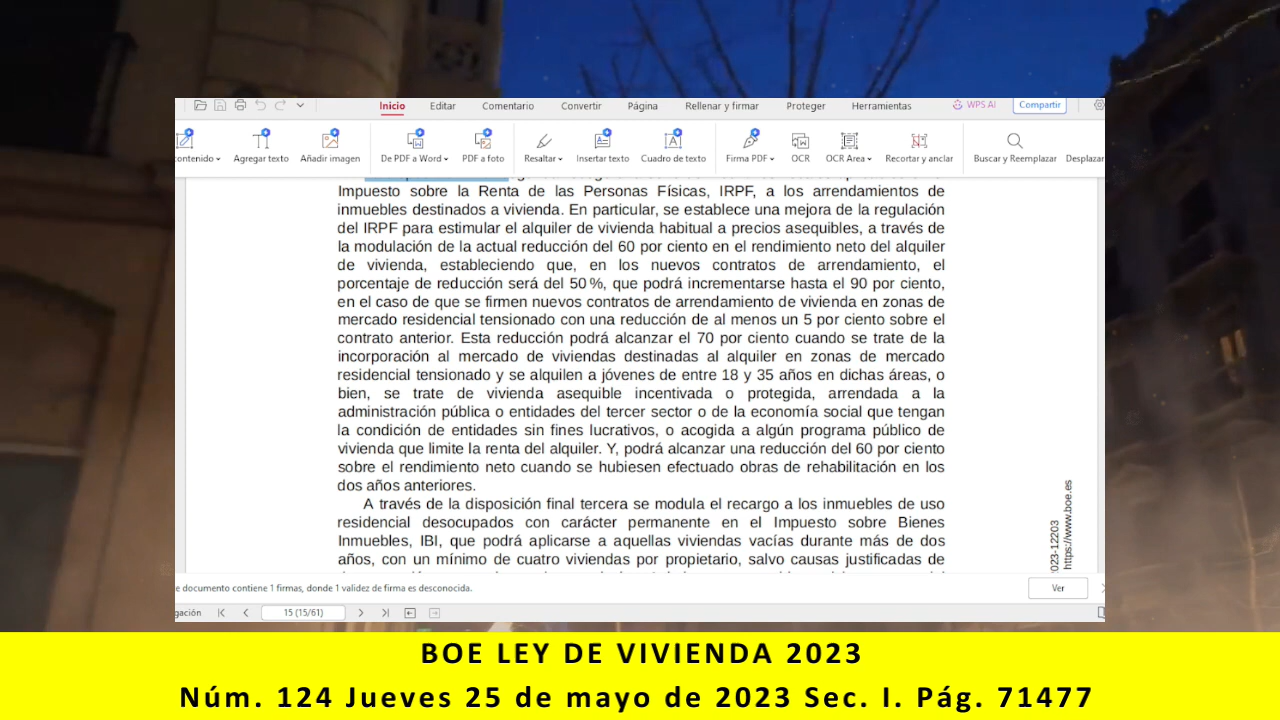 Inicio Editar Comentario Convertir Página Rellenar y firmar Proteger Herramientas WPS AI Compartir
contenido Agregar texto Añadir imagen De PDF a Word PDF a foto Resaltar Insertar texto Cuadro de texto Firma PDF OCR OCR Area Recortar y anclar Buscar y Reemplazar Desplazar
Impuesto sobre la Renta de las Personas Físicas, IRPF, a los arrendamientos de
inmuebles destinados a vivienda. En particular, se establece una mejora de la regulación
del IRPF para estimular el alquiler de vivienda habitual a precios asequibles, a través de
la modulación de la actual reducción del 60 por ciento en el rendimiento neto del alquiler
de vivienda, estableciendo que, en los nuevos contratos de arrendamiento, el
porcentaje de reducción será del 50 %, que podrá incrementarse hasta el 90 por ciento,
en el caso de que se firmen nuevos contratos de arrendamiento de vivienda en zonas de
mercado residencial tensionado con una reducción de al menos un 5 por ciento sobre el
contrato anterior. Esta reducción podrá alcanzar el 70 por ciento cuando se trate de la
incorporación al mercado de viviendas destinadas al alquiler en zonas de mercado
residencial tensionado y se alquilen a jóvenes de entre 18 y 35 años en dichas áreas, o
bien, se trate de vivienda asequible incentivada o protegida, arrendada a la
administración pública o entidades del tercer sector o de la economía social que tengan
la condición de entidades sin fines lucrativos, o acogida a algún programa público de
vivienda que limite la renta del alquiler. Y, podrá alcanzar una reducción del 60 por ciento
sobre el rendimiento neto cuando se hubiesen efectuado obras de rehabilitación en los
dos años anteriores.
A través de la disposición final tercera se modula el recargo a los inmuebles de uso
residencial desocupados con carácter permanente en el Impuesto sobre Bienes
Inmuebles, IBI, que podrá aplicarse a aquellas viviendas vacías durante más de dos
años, con un mínimo de cuatro viviendas por propietario, salvo causas justificadas de
2023-12203
https://www.boe.es
e documento contiene 1 firmas, donde 1 validez de firma es desconocida.
Ver
gación 15 (15/61)
BOE LEY DE VIVIENDA 2023
Núm. 124 Jueves 25 de mayo de 2023 Sec. I. Pág. 71477